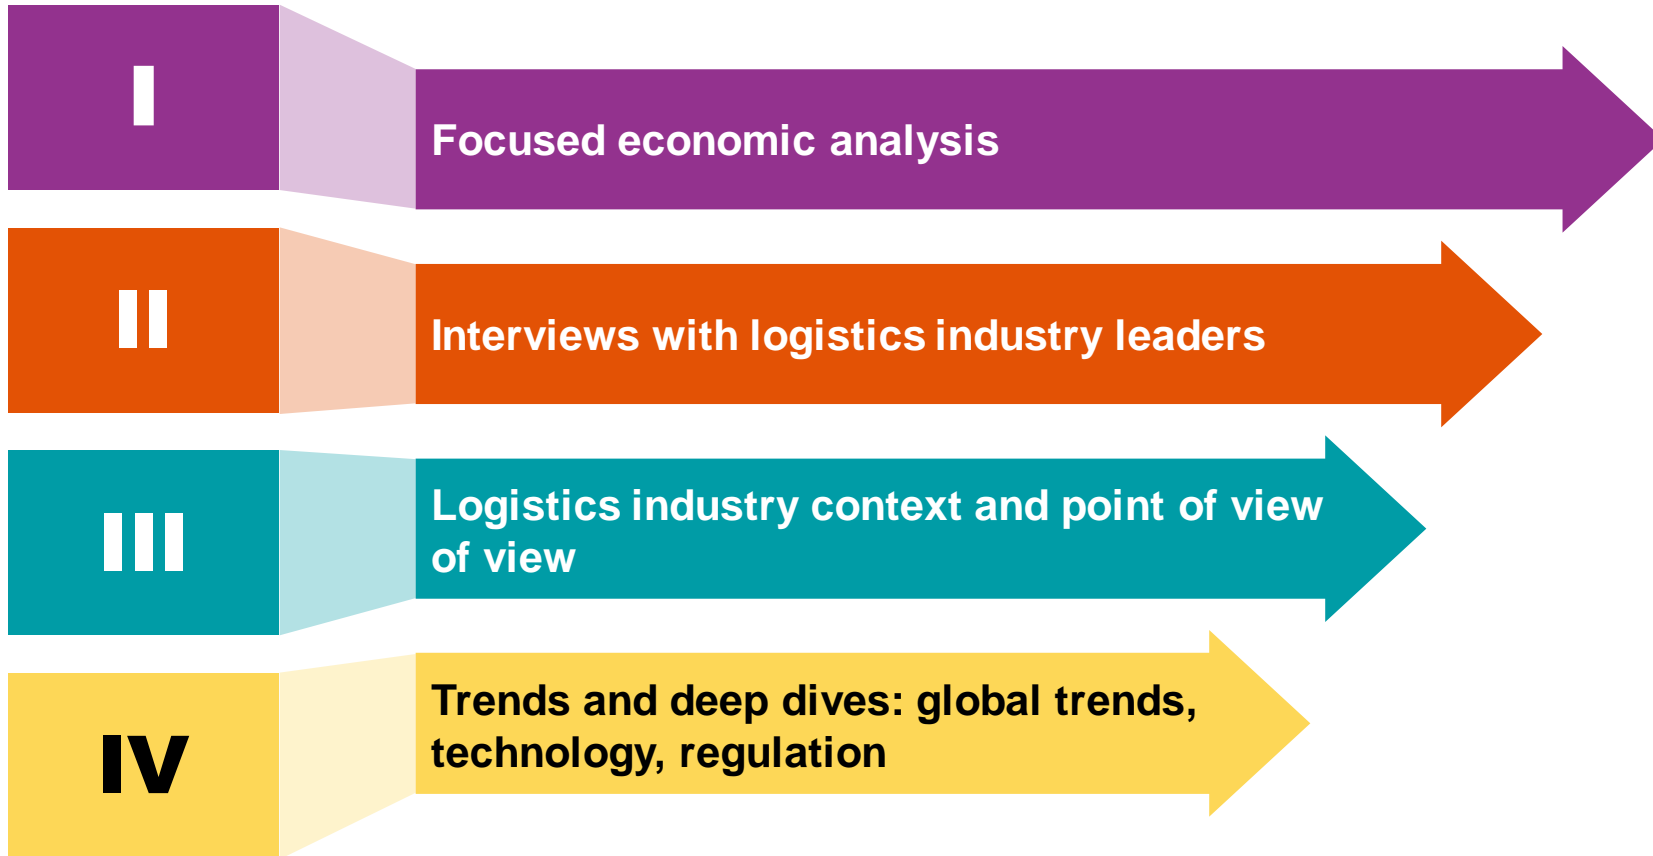 I
Focused economic analysis
II
Interviews with logistics industry leaders
III
Logistics industry context and point of view
of view
IV
Trends and deep dives: global trends,
technology, regulation